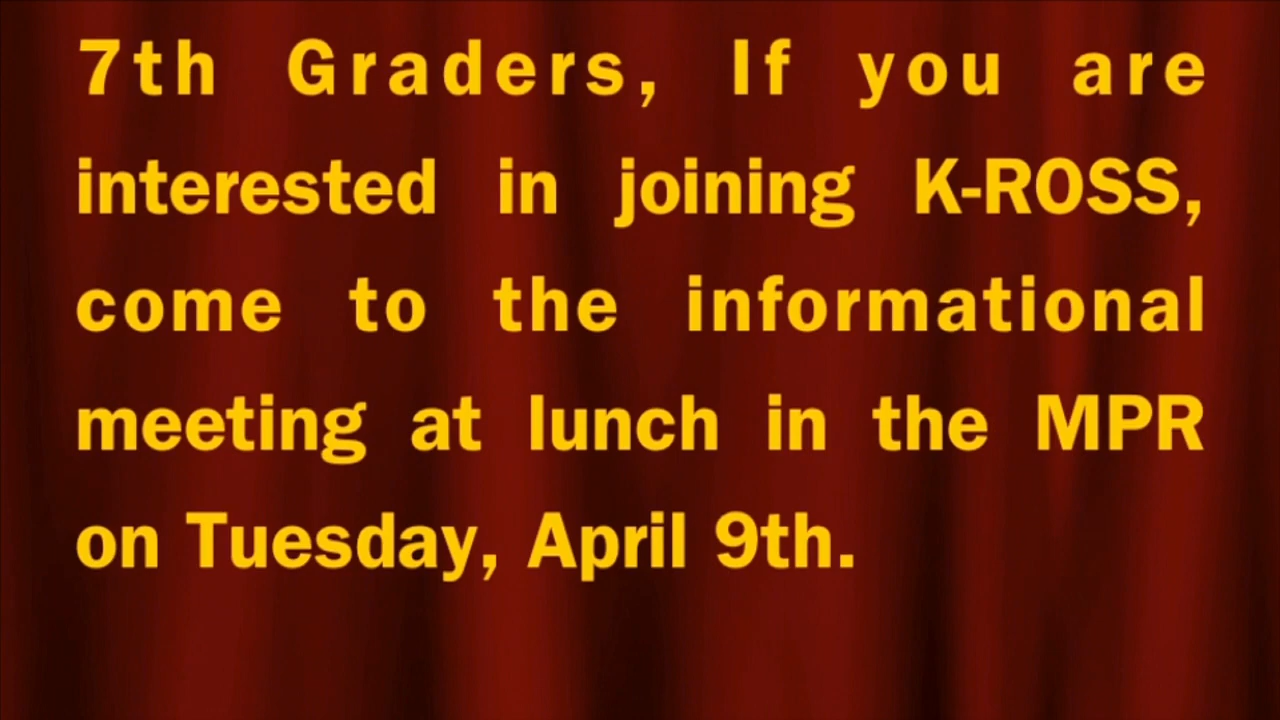 7th Graders, If you are
interested in joining K-ROSS,
come to the informational
meeting at lunch in the MPR
on Tuesday, April 9th.